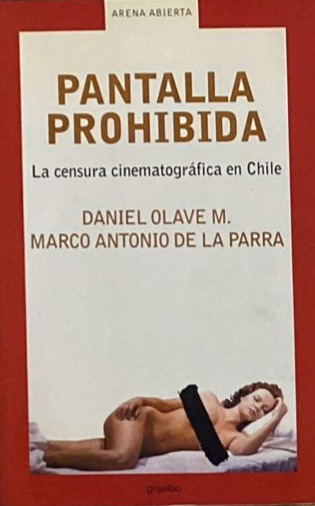 ARENA ABIERTA
PANTALLA
PROHIBIDA
La censura cinematográfica en Chile
DANIEL OLAVE M.
MARCO ANTONIO DE LA PARRA
grijalbo